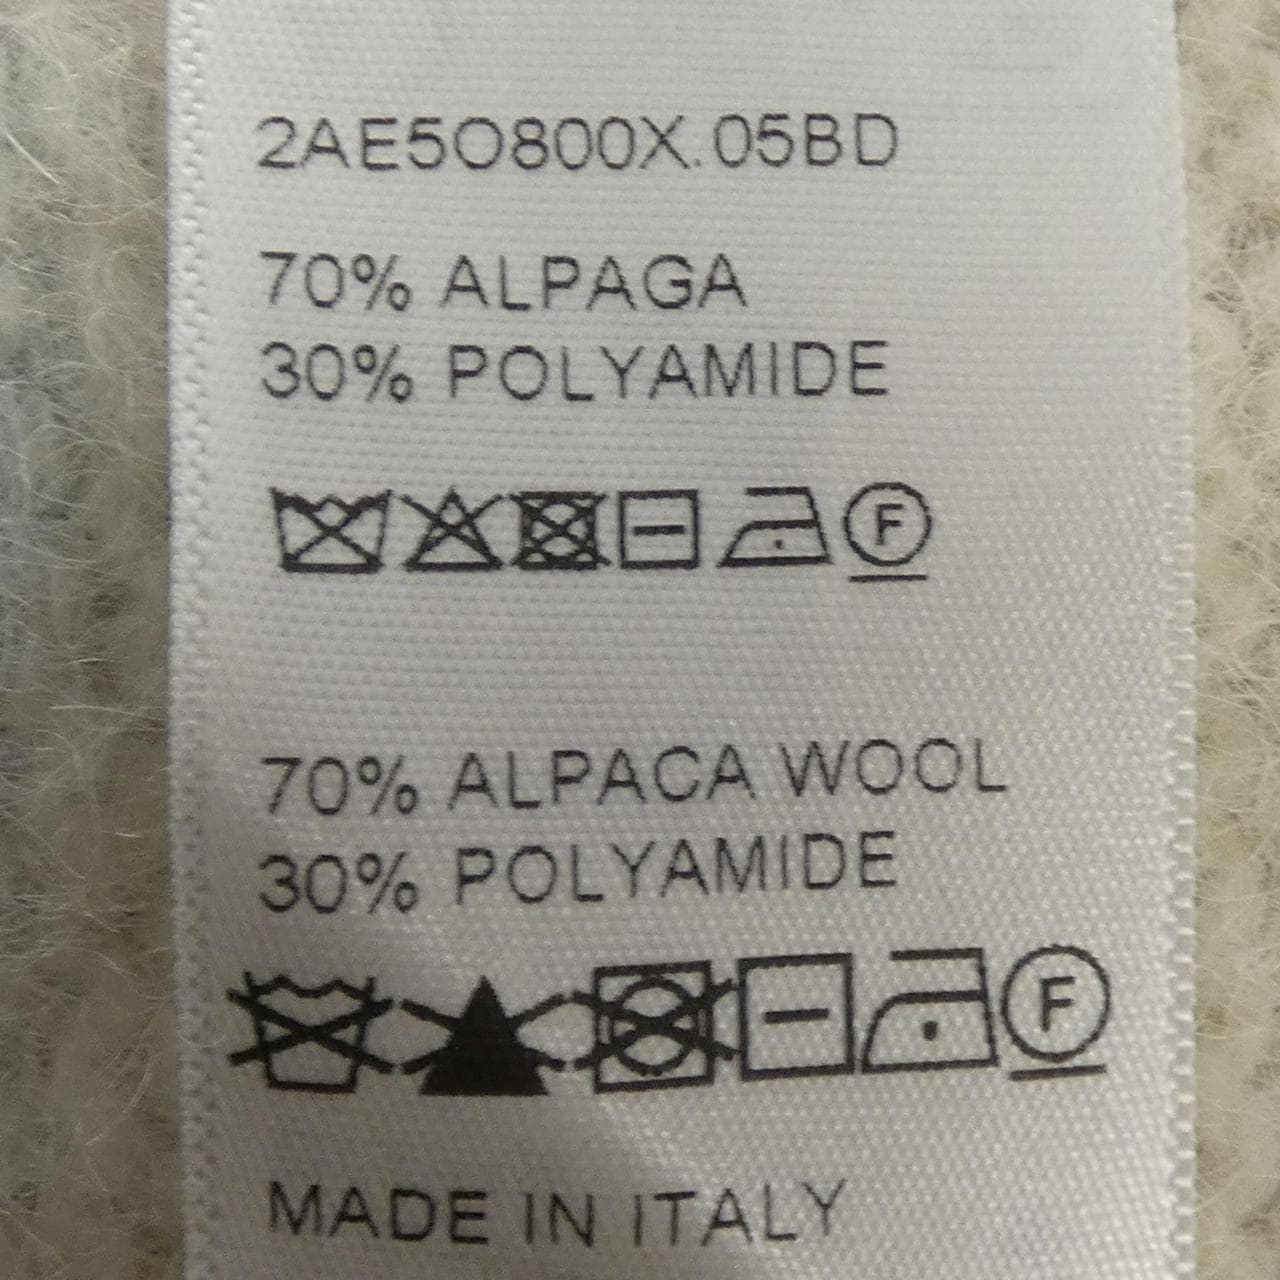 2AE5O800X.05BD
70% ALPAGA
30% POLYAMIDE
F
70% ALPACA WOOL
30% POLYAMIDE
F
MADE IN ITALY